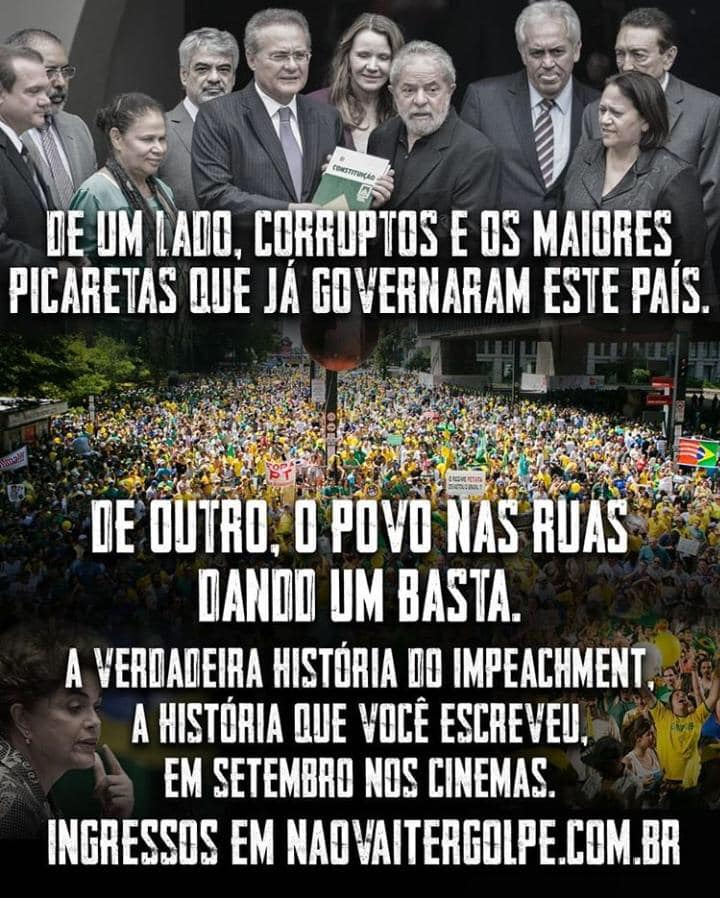 CONSTITUIÇÃO
DE UM LADO, CORRUPTOS E OS MAIORES
PICARETAS QUE JÁ GOVERNARAM ESTE PAÍS.
DE OUTRO, O POVO NAS RUAS
DANDO UM BASTA.
A VERDADEIRA HISTÓRIA DO IMPEACHMENT,
A HISTÓRIA QUE VOCÊ ESCREVEU,
EM SETEMBRO NOS CINEMAS.
INGRESSOS EM NAOVAITERGOLPE.COM.BR